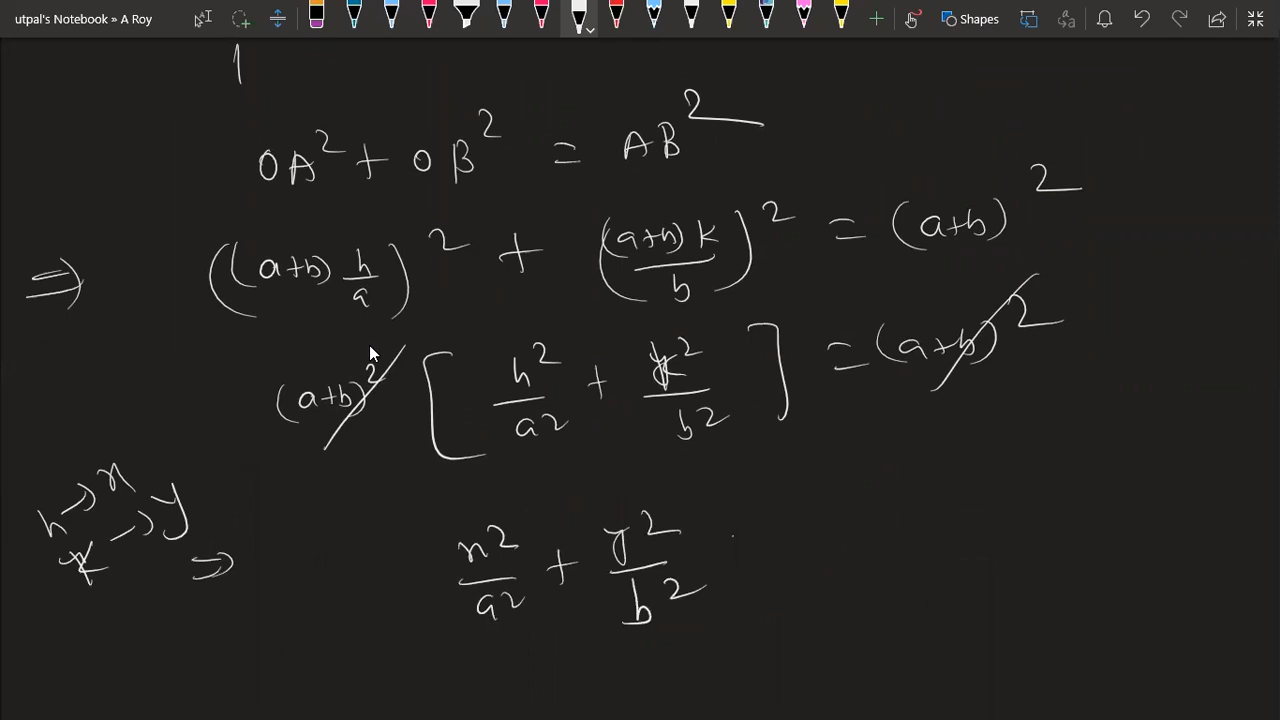 utpal's Notebook » A Roy
Shapes
OA² + OB² = AB²
⇒ ((a+b) h/a)² + ((a+b) k/b)² = (a+b)²
(a+b)² [h²/a² + k²/b²] = (a+b)²
h → x
k → y
⇒ x²/a² + y²/b²